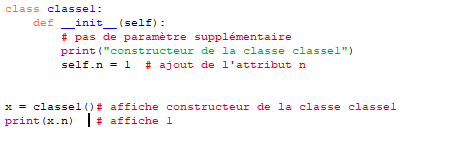 class classe1:
    def __init__(self):
        # pas de paramètre supplémentaire
        print("constructeur de la classe classe1")
        self.n = 1  # ajout de l'attribut n
x = classe1()# affiche constructeur de la classe classe1
print(x.n)   # affiche 1